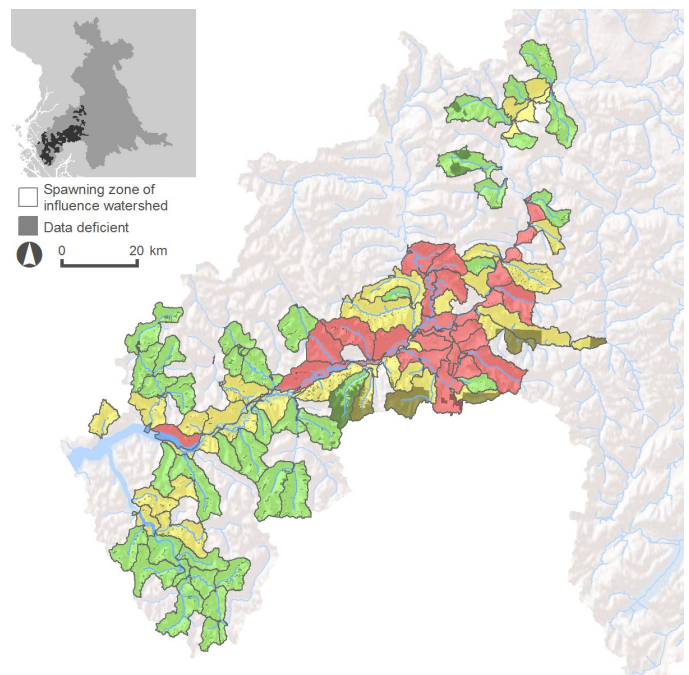 Spawning zone of
influence watershed
Data deficient
0 20 km